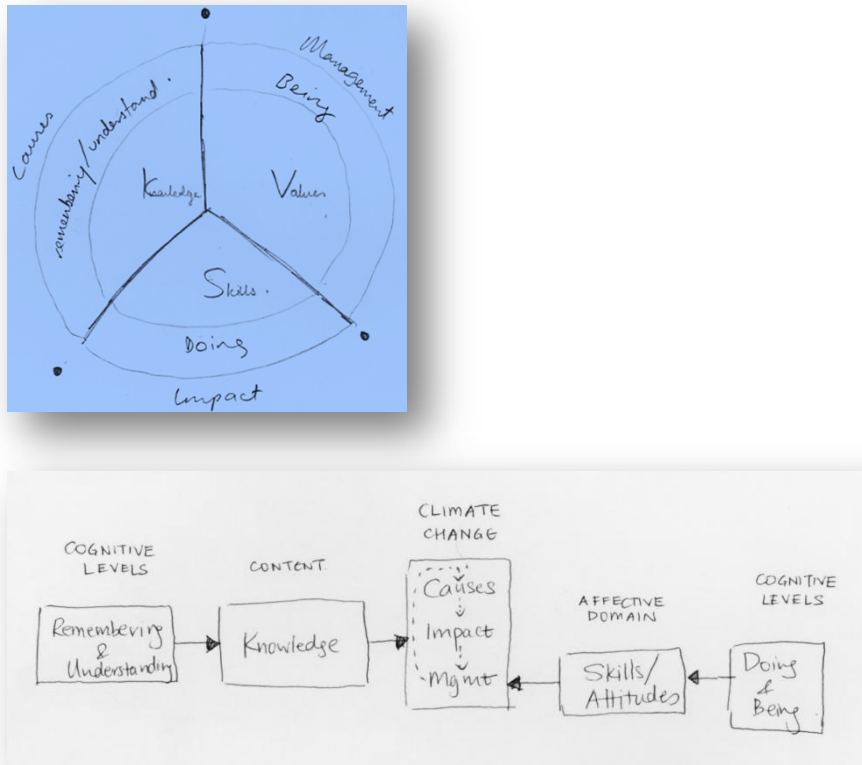 Management
Being
Causes
remembering/understand.
Knowledge
Values
Skills.
Doing
Impact
CLIMATE
CHANGE
COGNITIVE
LEVELS
CONTENT
Causes
Impact
Mgmt
Remembering
&
Understanding
Knowledge
AFFECTIVE
DOMAIN
Skills/
Attitudes
COGNITIVE
LEVELS
Doing
&
Being